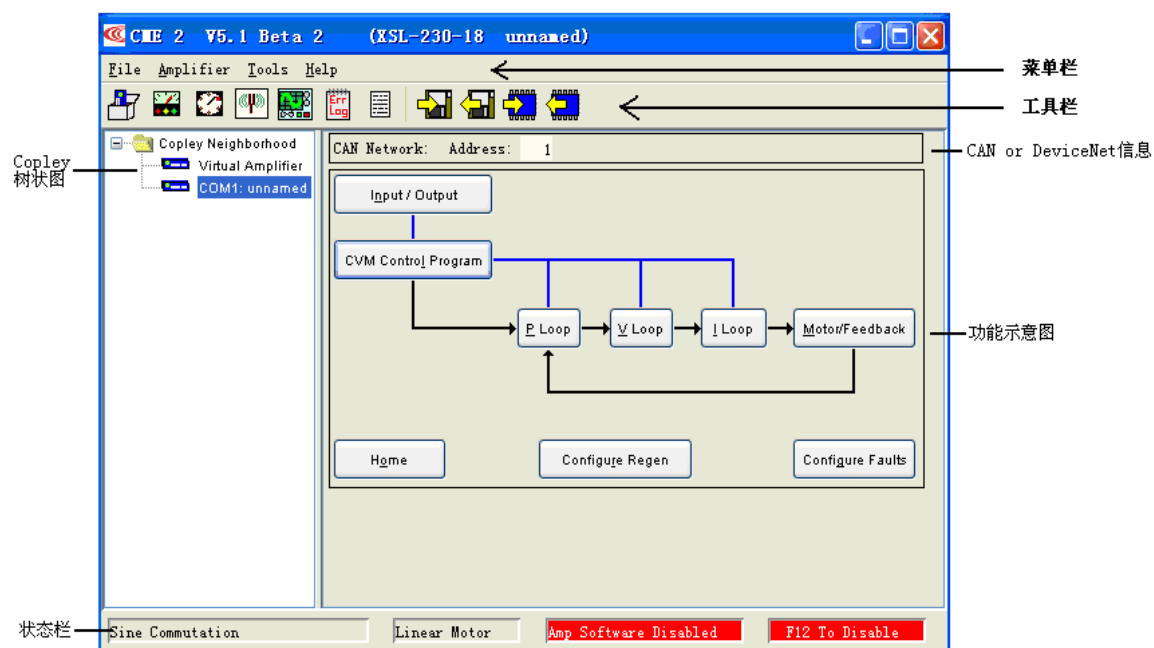 CME 2 V5.1 Beta 2 (XSL-230-18 unnamed)
File Amplifier Tools Help
菜单栏
Err Log
工具栏
Copley Neighborhood
Virtual Amplifier
COM1: unnamed
Copley
树状图
CAN Network: Address: 1
CAN or DeviceNet信息
Input / Output
CVM Control Program
P Loop
V Loop
I Loop
Motor/Feedback
功能示意图
Home
Configure Regen
Configure Faults
状态栏
Sine Commutation
Linear Motor
Amp Software Disabled
F12 To Disable